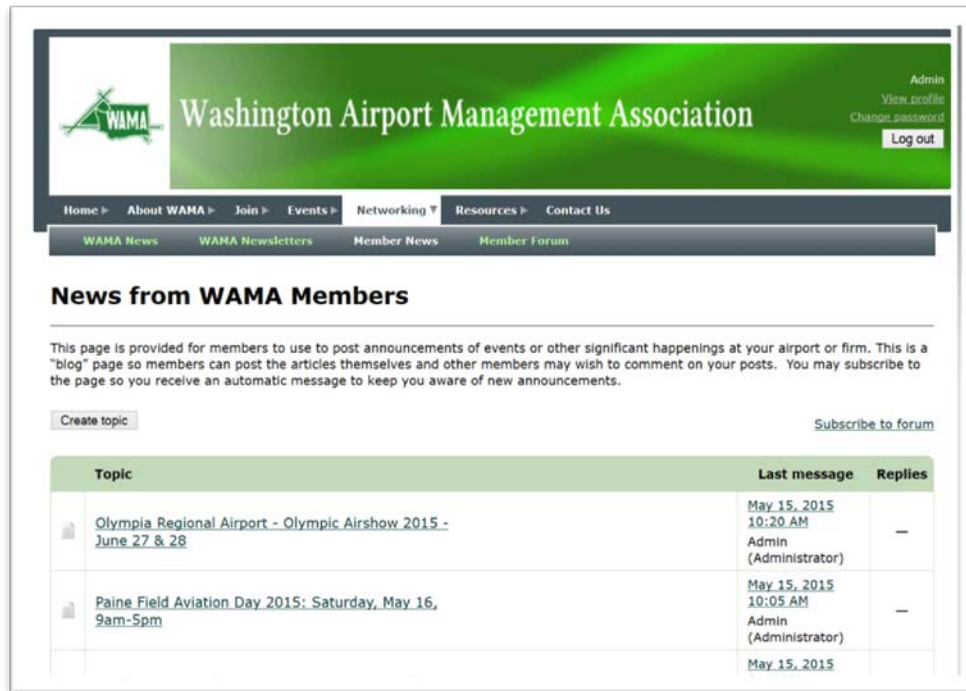 WAMA
Washington Airport Management Association
Admin
View profile
Change password
Log out
Home About WAMA Join Events Networking Resources Contact Us
WAMA News WAMA Newsletters Member News Member Forum
News from WAMA Members
This page is provided for members to use to post announcements of events or other significant happenings at your airport or firm. This is a
"blog" page so members can post the articles themselves and other members may wish to comment on your posts. You may subscribe to
the page so you receive an automatic message to keep you aware of new announcements.
Create topic
Subscribe to forum
Topic Last message Replies
Olympia Regional Airport - Olympic Airshow 2015 -
June 27 & 28
May 15, 2015
10:20 AM
Admin
(Administrator)
—
Paine Field Aviation Day 2015: Saturday, May 16,
9am-5pm
May 15, 2015
10:05 AM
Admin
(Administrator)
—
May 15, 2015